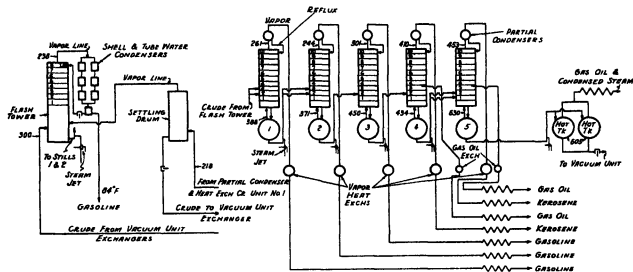 236
VAPOR LINE
SHELL & TUBE WATER
CONDENSERS
VAPOR LINE
FLASH
TOWER
300
SETTLING
DRUM
TO STILLS
1 & 2
STEAM
JET
84°F
GASOLINE
218
FROM PARTIAL CONDENSER
& HEAT EXCH CR. UNIT NO 1
CRUDE TO VACUUM UNIT
EXCHANGER
CRUDE FROM VACUUM UNIT
EXCHANGERS
VAPOR
REFLUX
261
244
301
410
453
PARTIAL
CONDENSERS
CRUDE FROM
FLASH TOWER
388
371
450
454
630
1
2
3
4
5
STEAM
JET
GAS OIL
EXCH
VAPOR
HEAT
EXCHS
GAS OIL &
CONDENSED STEAM
HOT
TK
HOT
TK
605°
TO VACUUM UNIT
GAS OIL
KEROSENE
GAS OIL
KEROSENE
GASOLINE
GASOLINE
GASOLINE